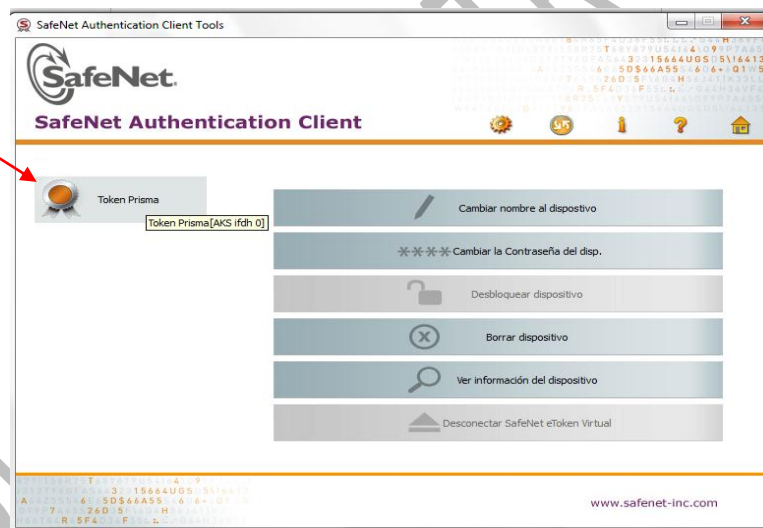 SafeNet Authentication Client Tools
SafeNet.
SafeNet Authentication Client
Token Prisma
Token Prisma[AKS ifdh 0]
Cambiar nombre al dispostivo
**** Cambiar la Contraseña del disp.
Desbloquear dispositivo
Borrar dispositivo
Ver información del dispositivo
Desconectar SafeNet eToken Virtual
www.safenet-inc.com